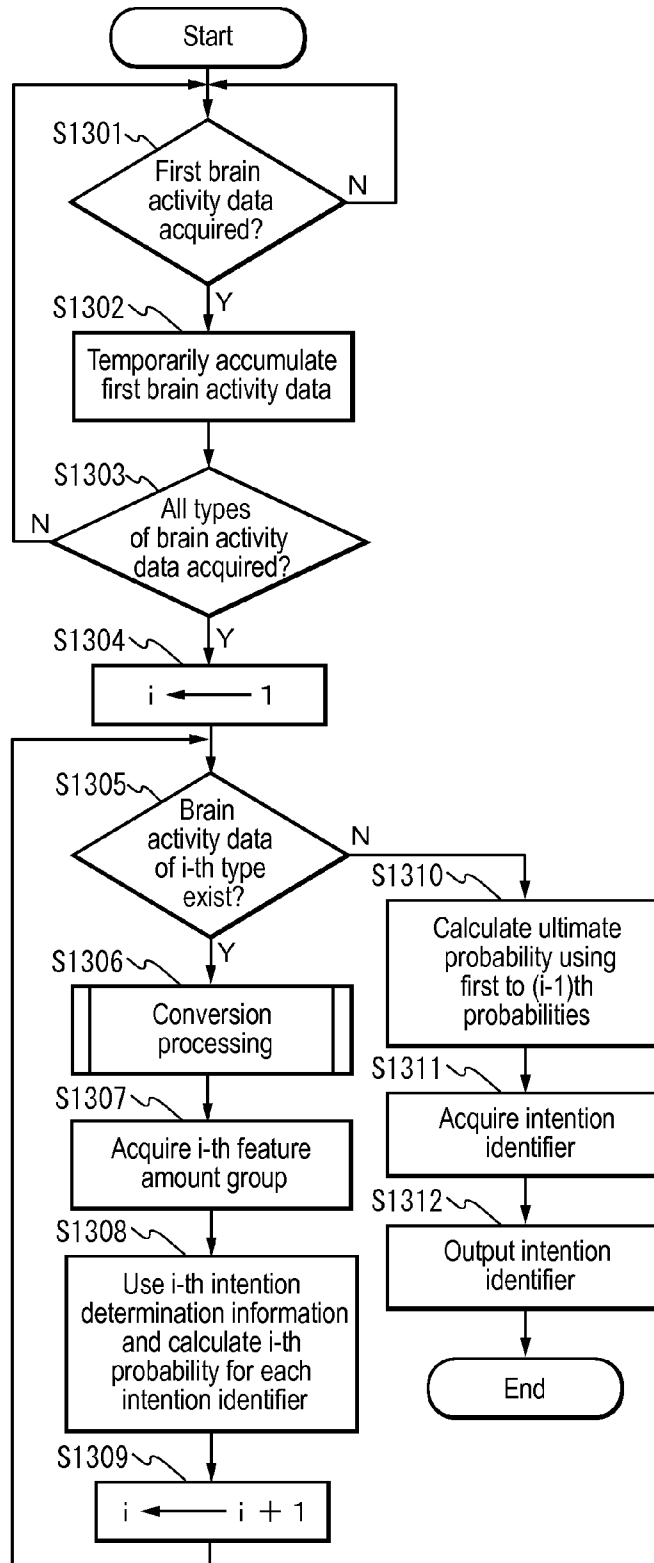 Start
S1301
First brain
activity data
acquired?
N
Y
S1302
Temporarily accumulate
first brain activity data
S1303
All types
of brain activity
data acquired?
N
Y
S1304
i ← 1
S1305
Brain
activity data
of i-th type
exist?
N
Y
S1306
Conversion
processing
S1307
Acquire i-th feature
amount group
S1308
Use i-th intention
determination information
and calculate i-th
probability for each
intention identifier
S1309
i ← i + 1
S1310
Calculate ultimate
probability using
first to (i-1)th
probabilities
S1311
Acquire intention
identifier
S1312
Output intention
identifier
End